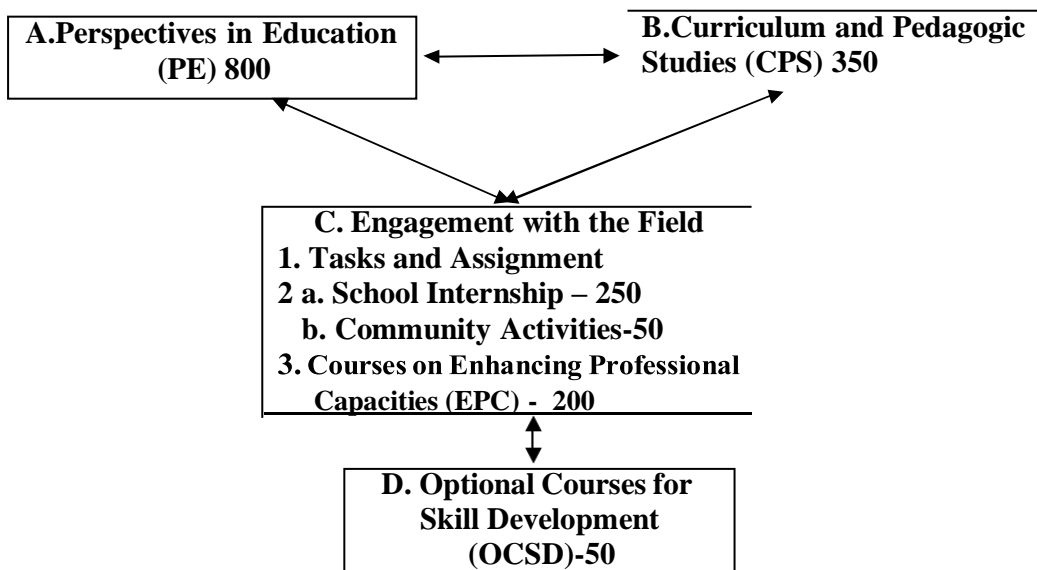 A.Perspectives in Education
(PE) 800
B.Curriculum and Pedagogic
Studies (CPS) 350
C. Engagement with the Field
1. Tasks and Assignment
2 a. School Internship – 250
b. Community Activities-50
3. Courses on Enhancing Professional
Capacities (EPC) - 200
D. Optional Courses for
Skill Development
(OCSD)-50